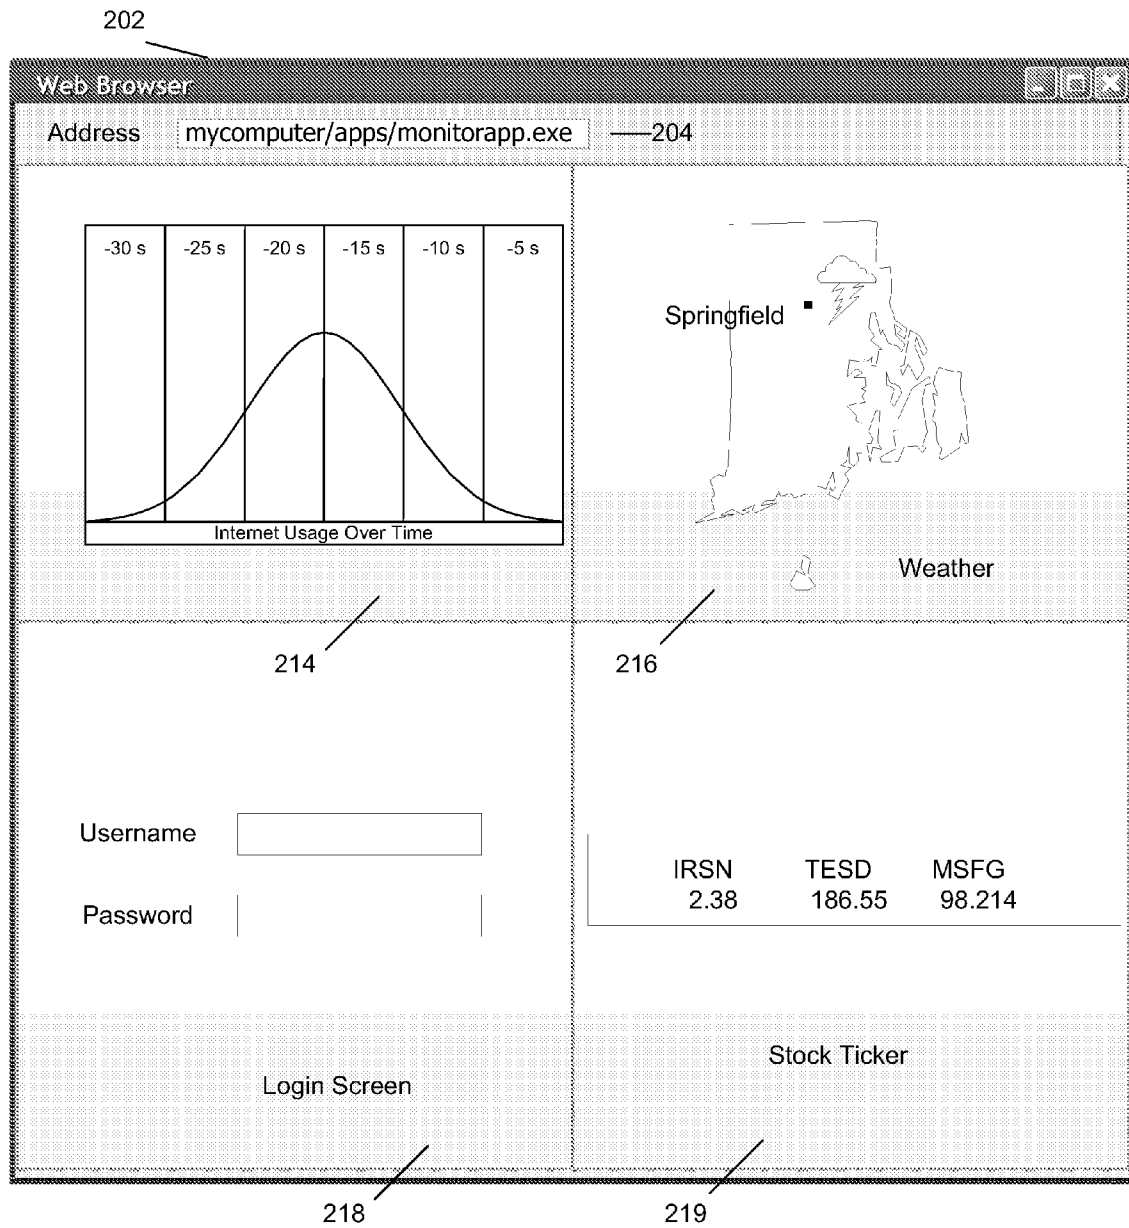 202
Web Browser
Address mycomputer/apps/monitorapp.exe 204
-30 s -25 s -20 s -15 s -10 s -5 s
Internet Usage Over Time
Springfield
Weather
214
216
Username
Password
IRSN TESD MSFG
2.38 186.55 98.214
Login Screen
Stock Ticker
218
219